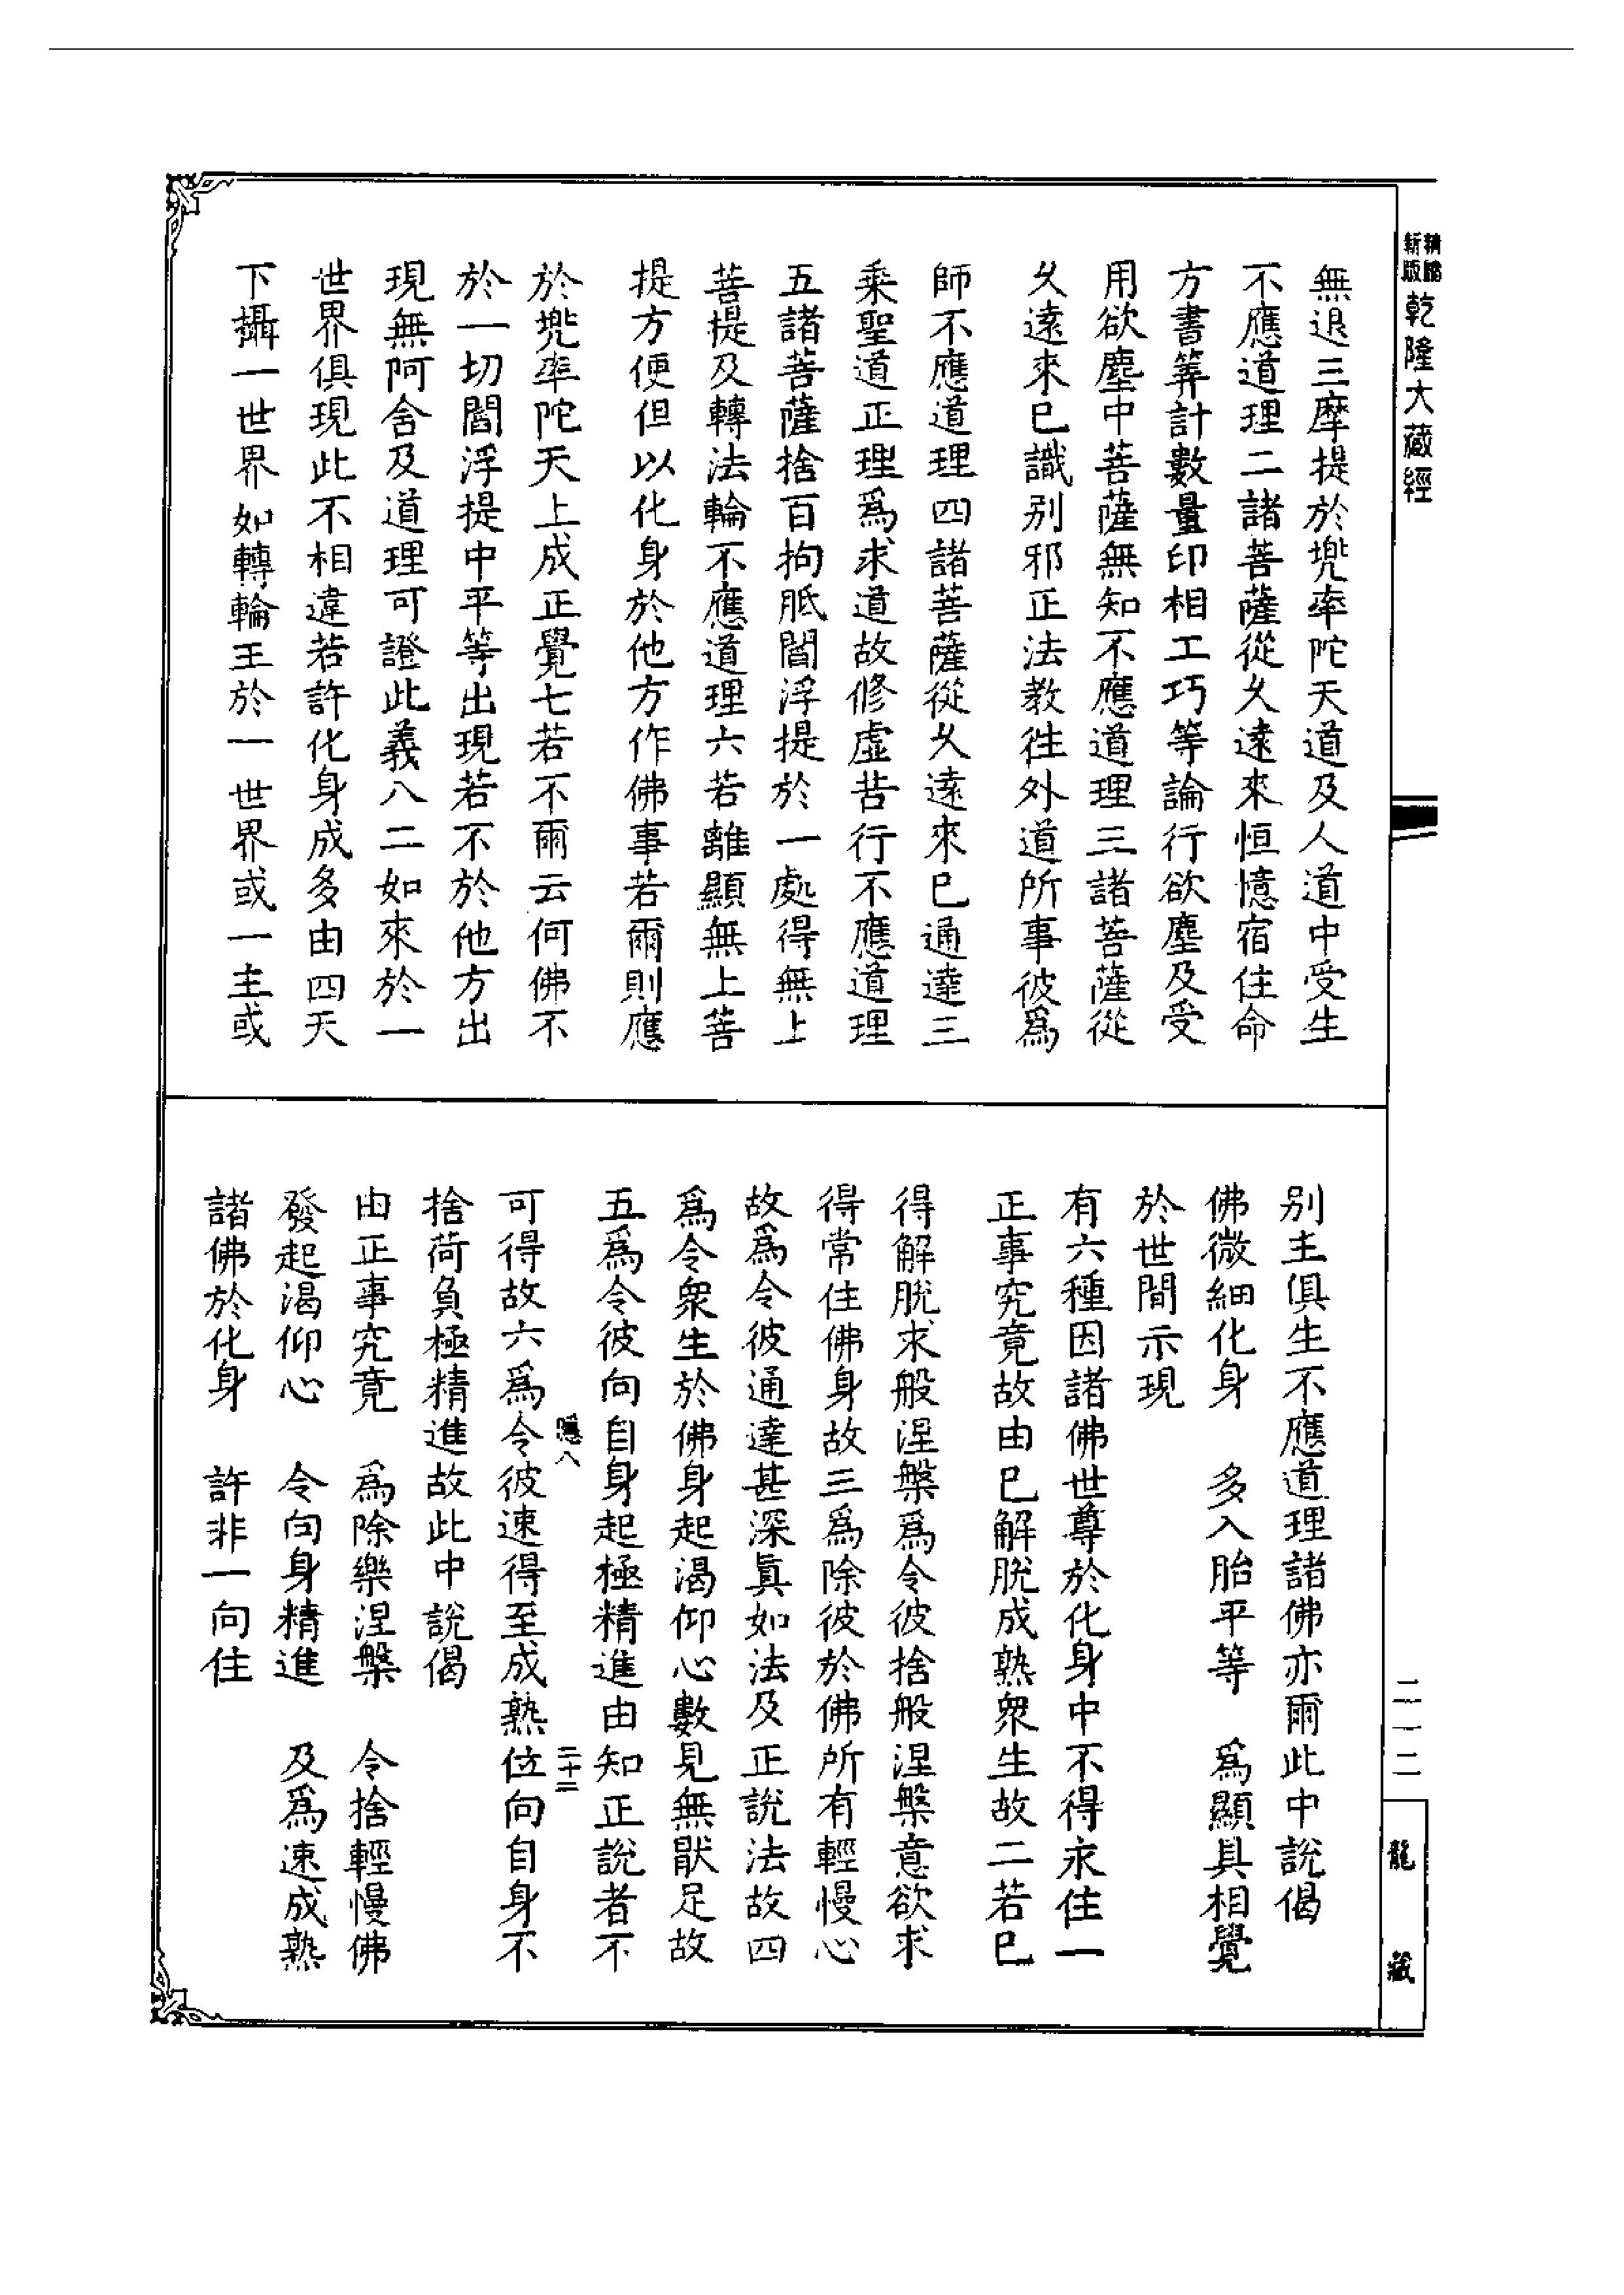 精縮
新版
乾隆大藏經
無退三摩提於兜率陀天道及人道中受生
不應道理二諸菩薩從久遠來恒憶宿住命
方書筭計數量印相工巧等論行欲塵及受
用欲塵中菩薩無知不應道理三諸菩薩從
久遠來已識別邪正法教徃外道所事彼爲
師不應道理四諸菩薩從久遠來已通達三
乘聖道正理爲求道故修虛苦行不應道理
五諸菩薩捨百拘胝閻浮提於一處得無上
菩提及轉法輪不應道理六若離顯無上菩
提方便但以化身於他方作佛事若爾則應
於兜率陀天上成正覺七若不爾云何佛不
於一切閻浮提中平等出現若不於他方出
現無阿含及道理可證此義八二如來於一
世界俱現此不相違若許化身成多由四天
下攝一世界如轉輪王於一世界或一主或
別主俱生不應道理諸佛亦爾此中說偈
佛微細化身　多入胎平等　爲顯具相覺
於世間示現
有六種因諸佛世尊於化身中不得永住一
正事究竟故由已解脫成熟衆生故二若已
得解脫求般涅槃爲令彼捨般涅槃意欲求
得常住佛身故三爲除彼於佛所有輕慢心
故爲令彼通達甚深眞如法及正說法故四
爲令衆生於佛身起渴仰心數見無猒足故
五爲令彼向自身起極精進由知正說者不
隱八　二十二
可得故六爲令彼速得至成熟位向自身不
捨荷負極精進故此中說偈
由正事究竟　爲除樂涅槃　令捨輕慢佛
發起渴仰心　令向身精進　及爲速成熟
諸佛於化身　許非一向住
二一二
龍藏